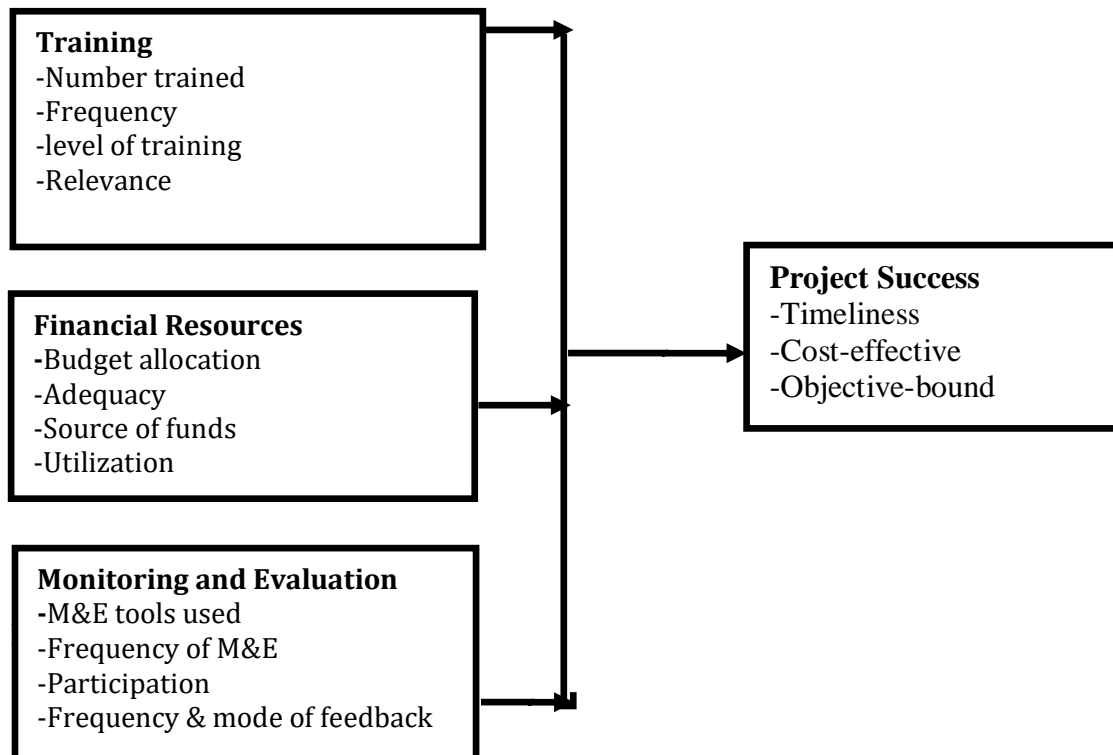 Training
-Number trained
-Frequency
-level of training
-Relevance
Financial Resources
-Budget allocation
-Adequacy
-Source of funds
-Utilization
Monitoring and Evaluation
-M&E tools used
-Frequency of M&E
-Participation
-Frequency & mode of feedback
Project Success
-Timeliness
-Cost-effective
-Objective-bound